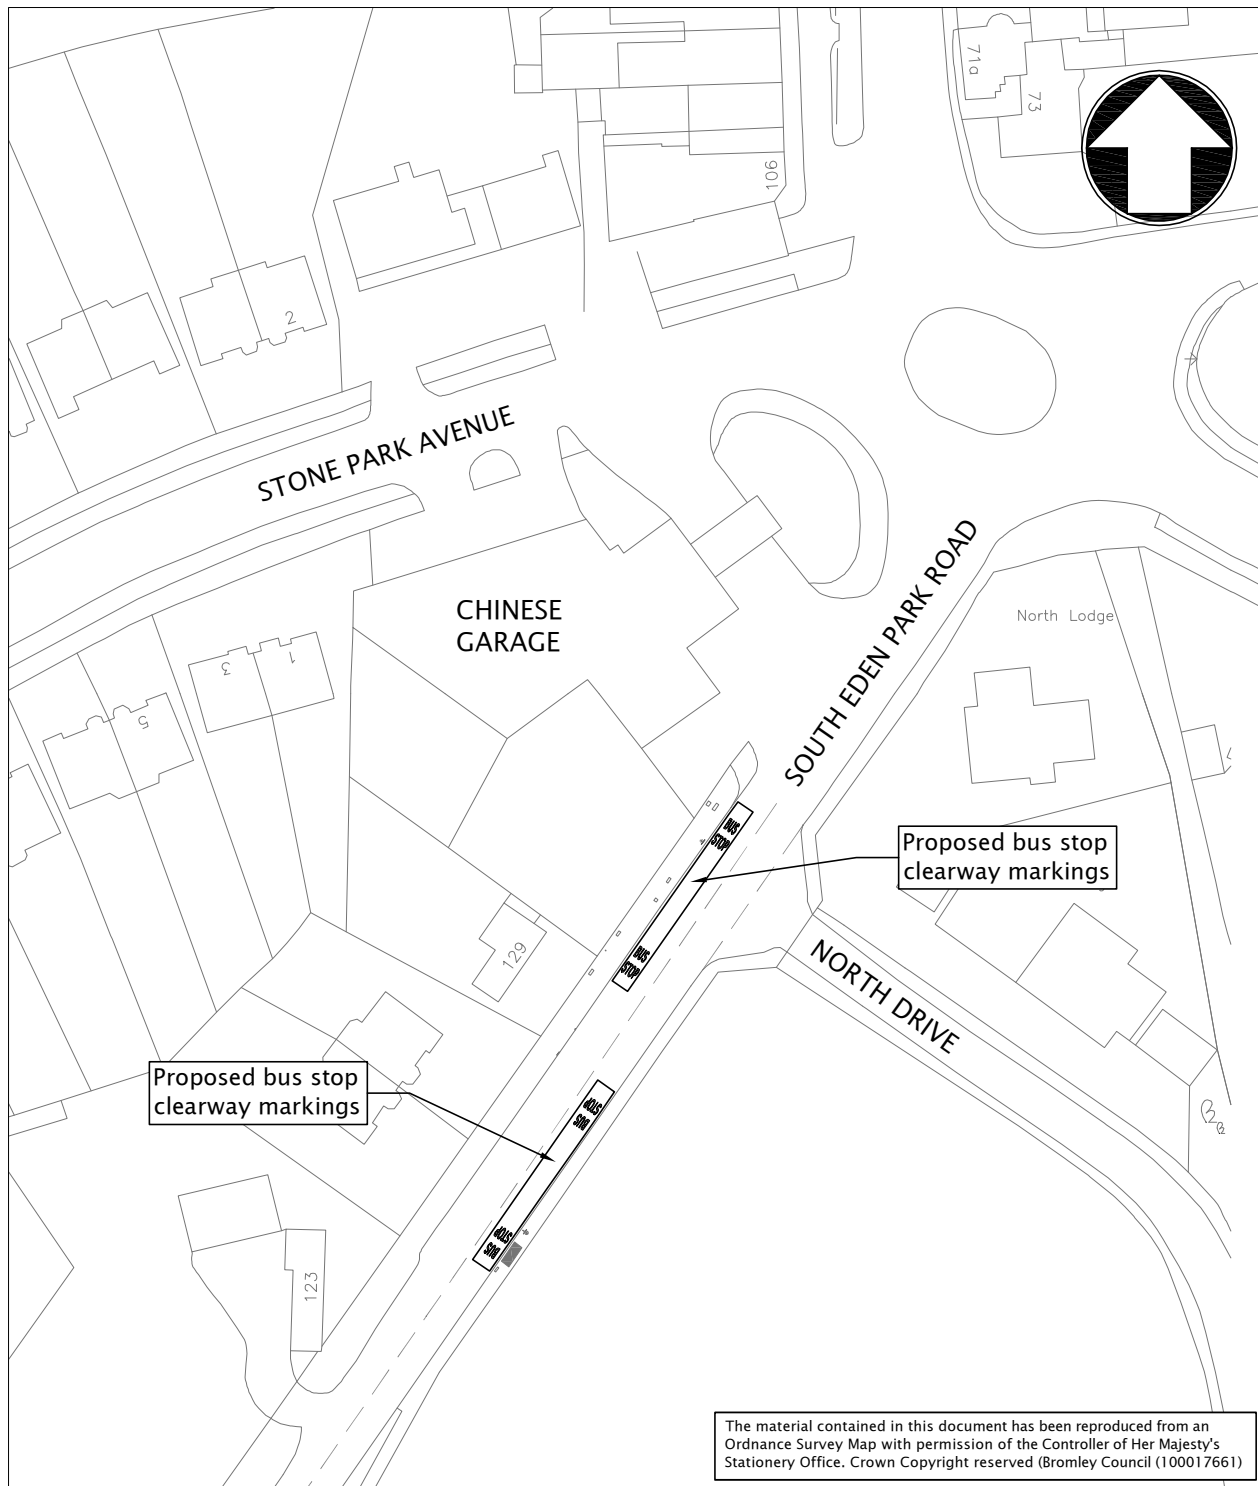 71a
73
106
2
STONE PARK AVENUE
CHINESE
GARAGE
SOUTH EDEN PARK ROAD
North Lodge
1
3
5
BUS
STOP
Proposed bus stop
clearway markings
BUS
STOP
129
NORTH DRIVE
Proposed bus stop
clearway markings
BUS
STOP
BUS
STOP
123
The material contained in this document has been reproduced from an
Ordnance Survey Map with permission of the Controller of Her Majesty's
Stationery Office. Crown Copyright reserved (Bromley Council (100017661)